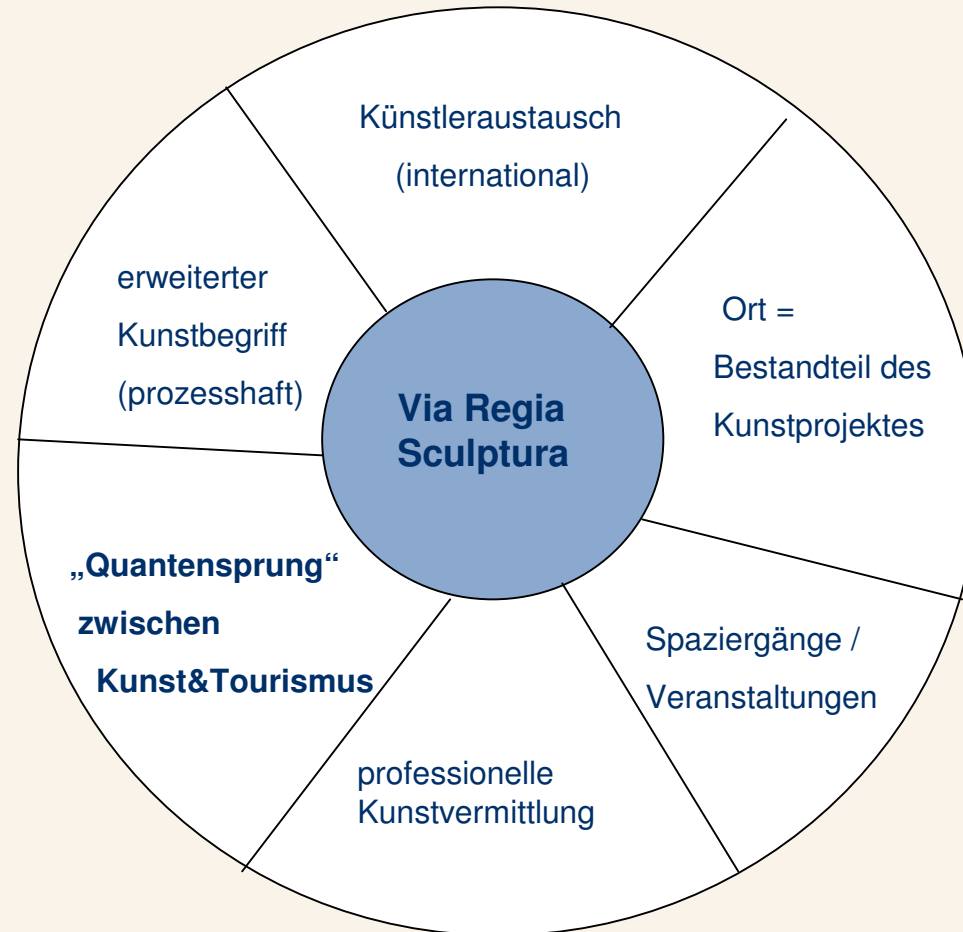 Künstleraustausch
(international)
erweiterter
Kunstbegriff
(prozesshaft)
Ort =
Bestandteil des
Kunstprojektes
Via Regia
Sculptura
„Quantensprung“
zwischen
Kunst&Tourismus
Spaziergänge /
Veranstaltungen
professionelle
Kunstvermittlung